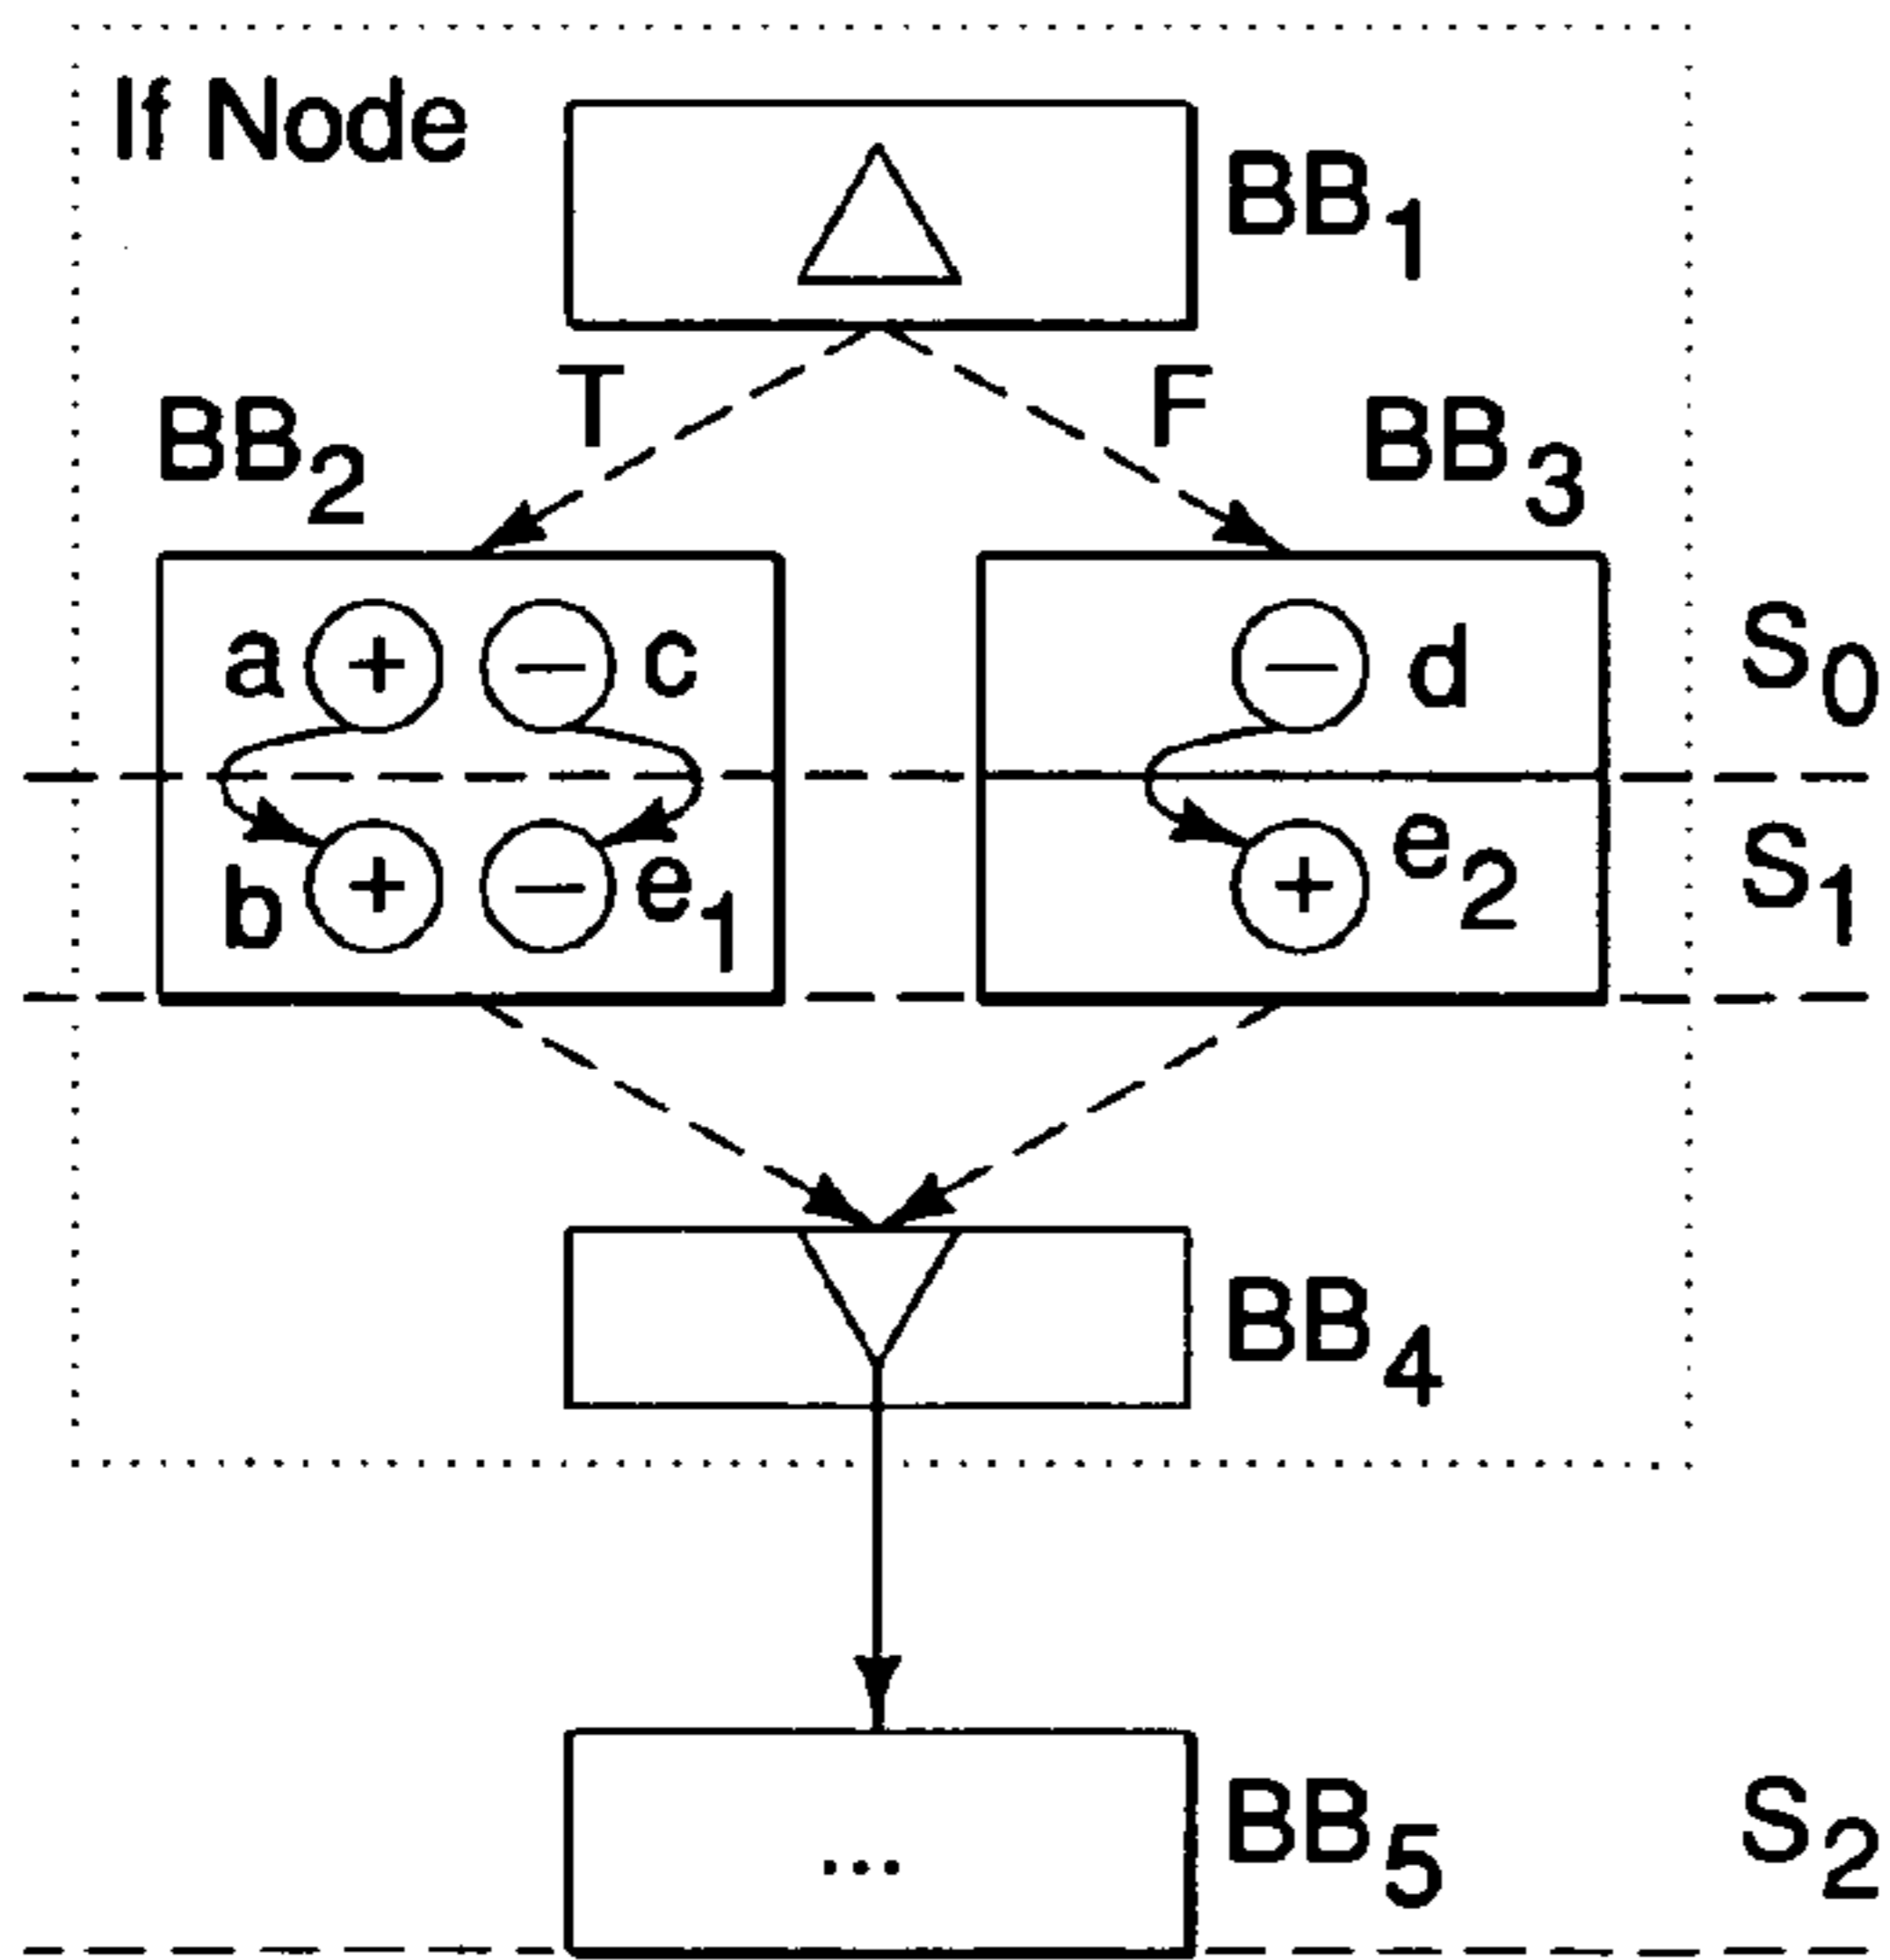 If Node
BB1
T F
BB2 BB3
a + − c − d S0
b + − e1 + e2 S1
BB4
... BB5 S2